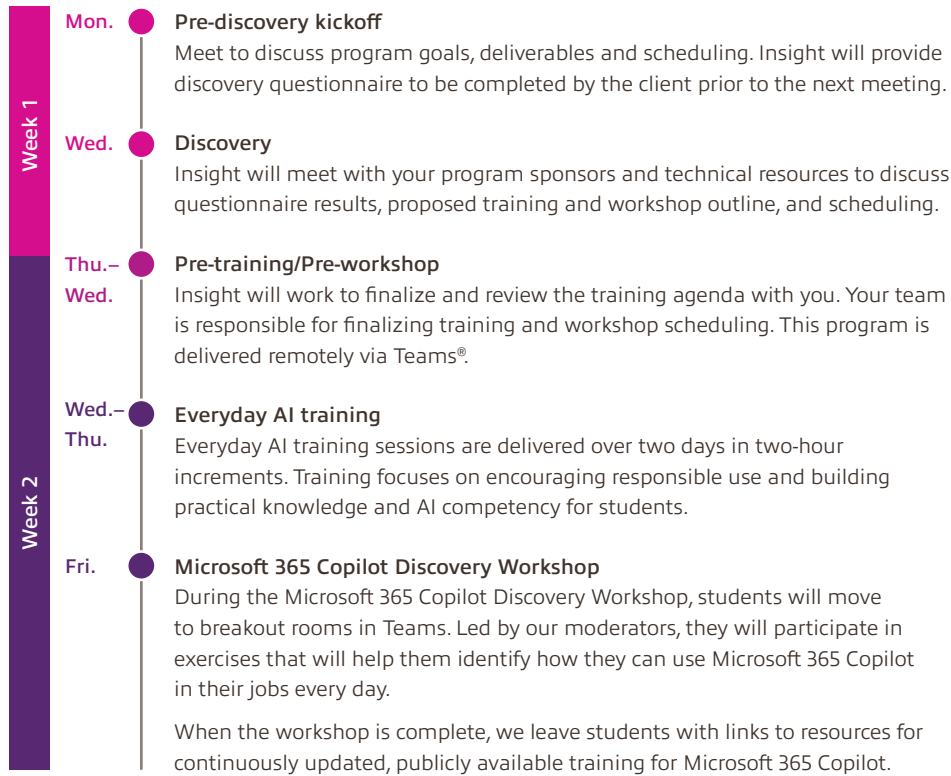 Week 1
Mon.
Pre-discovery kickoff
Meet to discuss program goals, deliverables and scheduling. Insight will provide
discovery questionnaire to be completed by the client prior to the next meeting.
Wed.
Discovery
Insight will meet with your program sponsors and technical resources to discuss
questionnaire results, proposed training and workshop outline, and scheduling.
Week 2
Thu.–
Wed.
Pre-training/Pre-workshop
Insight will work to finalize and review the training agenda with you. Your team
is responsible for finalizing training and workshop scheduling. This program is
delivered remotely via Teams®.
Wed.–
Thu.
Everyday AI training
Everyday AI training sessions are delivered over two days in two-hour
increments. Training focuses on encouraging responsible use and building
practical knowledge and AI competency for students.
Fri.
Microsoft 365 Copilot Discovery Workshop
During the Microsoft 365 Copilot Discovery Workshop, students will move
to breakout rooms in Teams. Led by our moderators, they will participate in
exercises that will help them identify how they can use Microsoft 365 Copilot
in their jobs every day.
When the workshop is complete, we leave students with links to resources for
continuously updated, publicly available training for Microsoft 365 Copilot.